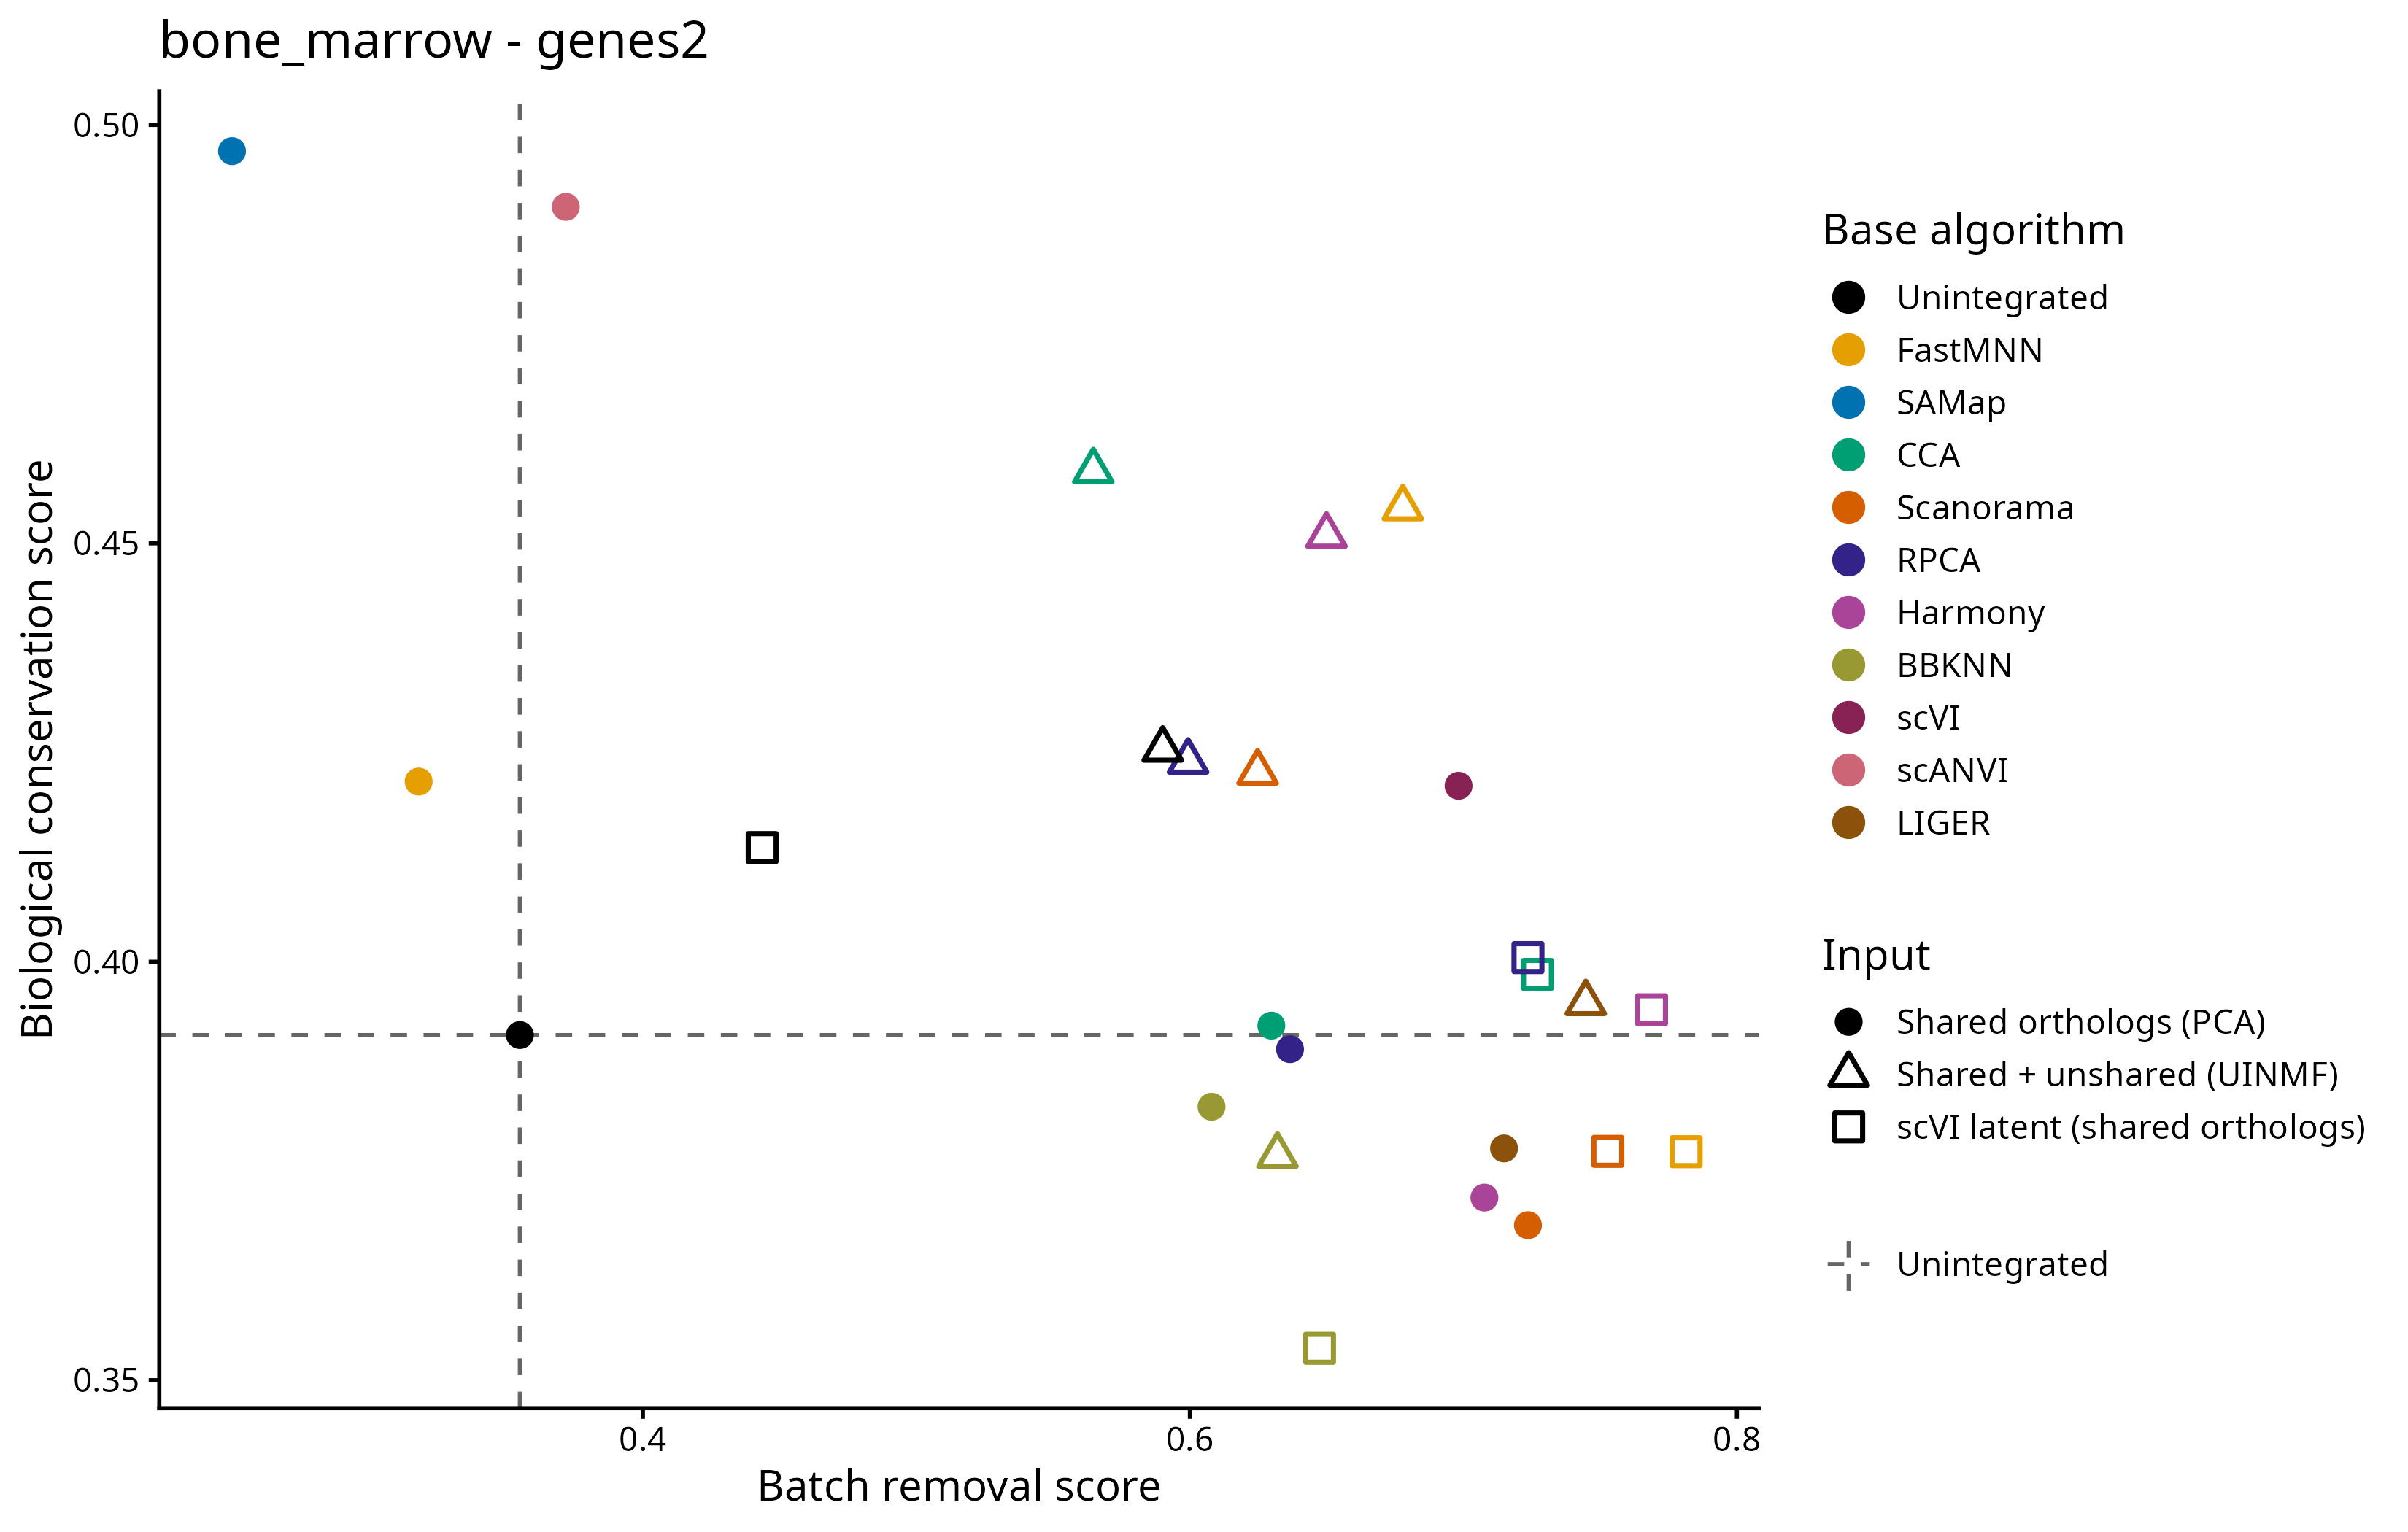 bone_marrow - genes2
Biological conservation score
0.50
0.45
0.40
0.35
0.4
0.6
0.8
Batch removal score
Base algorithm
Unintegrated
FastMNN
SAMap
CCA
Scanorama
RPCA
Harmony
BBKNN
scVI
scANVI
LIGER
Input
Shared orthologs (PCA)
Shared + unshared (UINMF)
scVI latent (shared orthologs)
Unintegrated